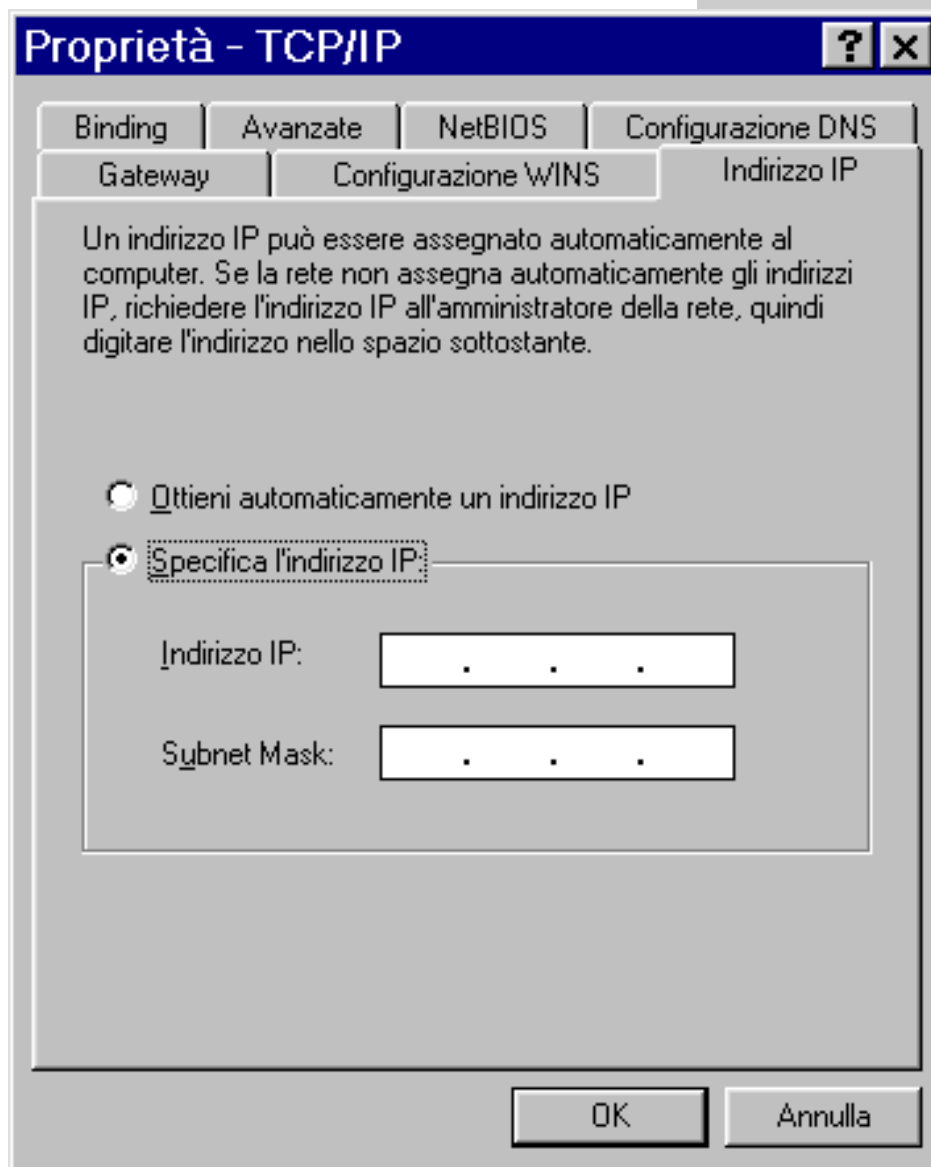 Proprietà - TCP/IP
Binding Avanzate NetBIOS Configurazione DNS
Gateway Configurazione WINS Indirizzo IP
Un indirizzo IP può essere assegnato automaticamente al
computer. Se la rete non assegna automaticamente gli indirizzi
IP, richiedere l'indirizzo IP all'amministratore della rete, quindi
digitare l'indirizzo nello spazio sottostante.
Ottieni automaticamente un indirizzo IP
Specifica l'indirizzo IP:
Indirizzo IP: . . .
Subnet Mask: . . .
OK Annulla